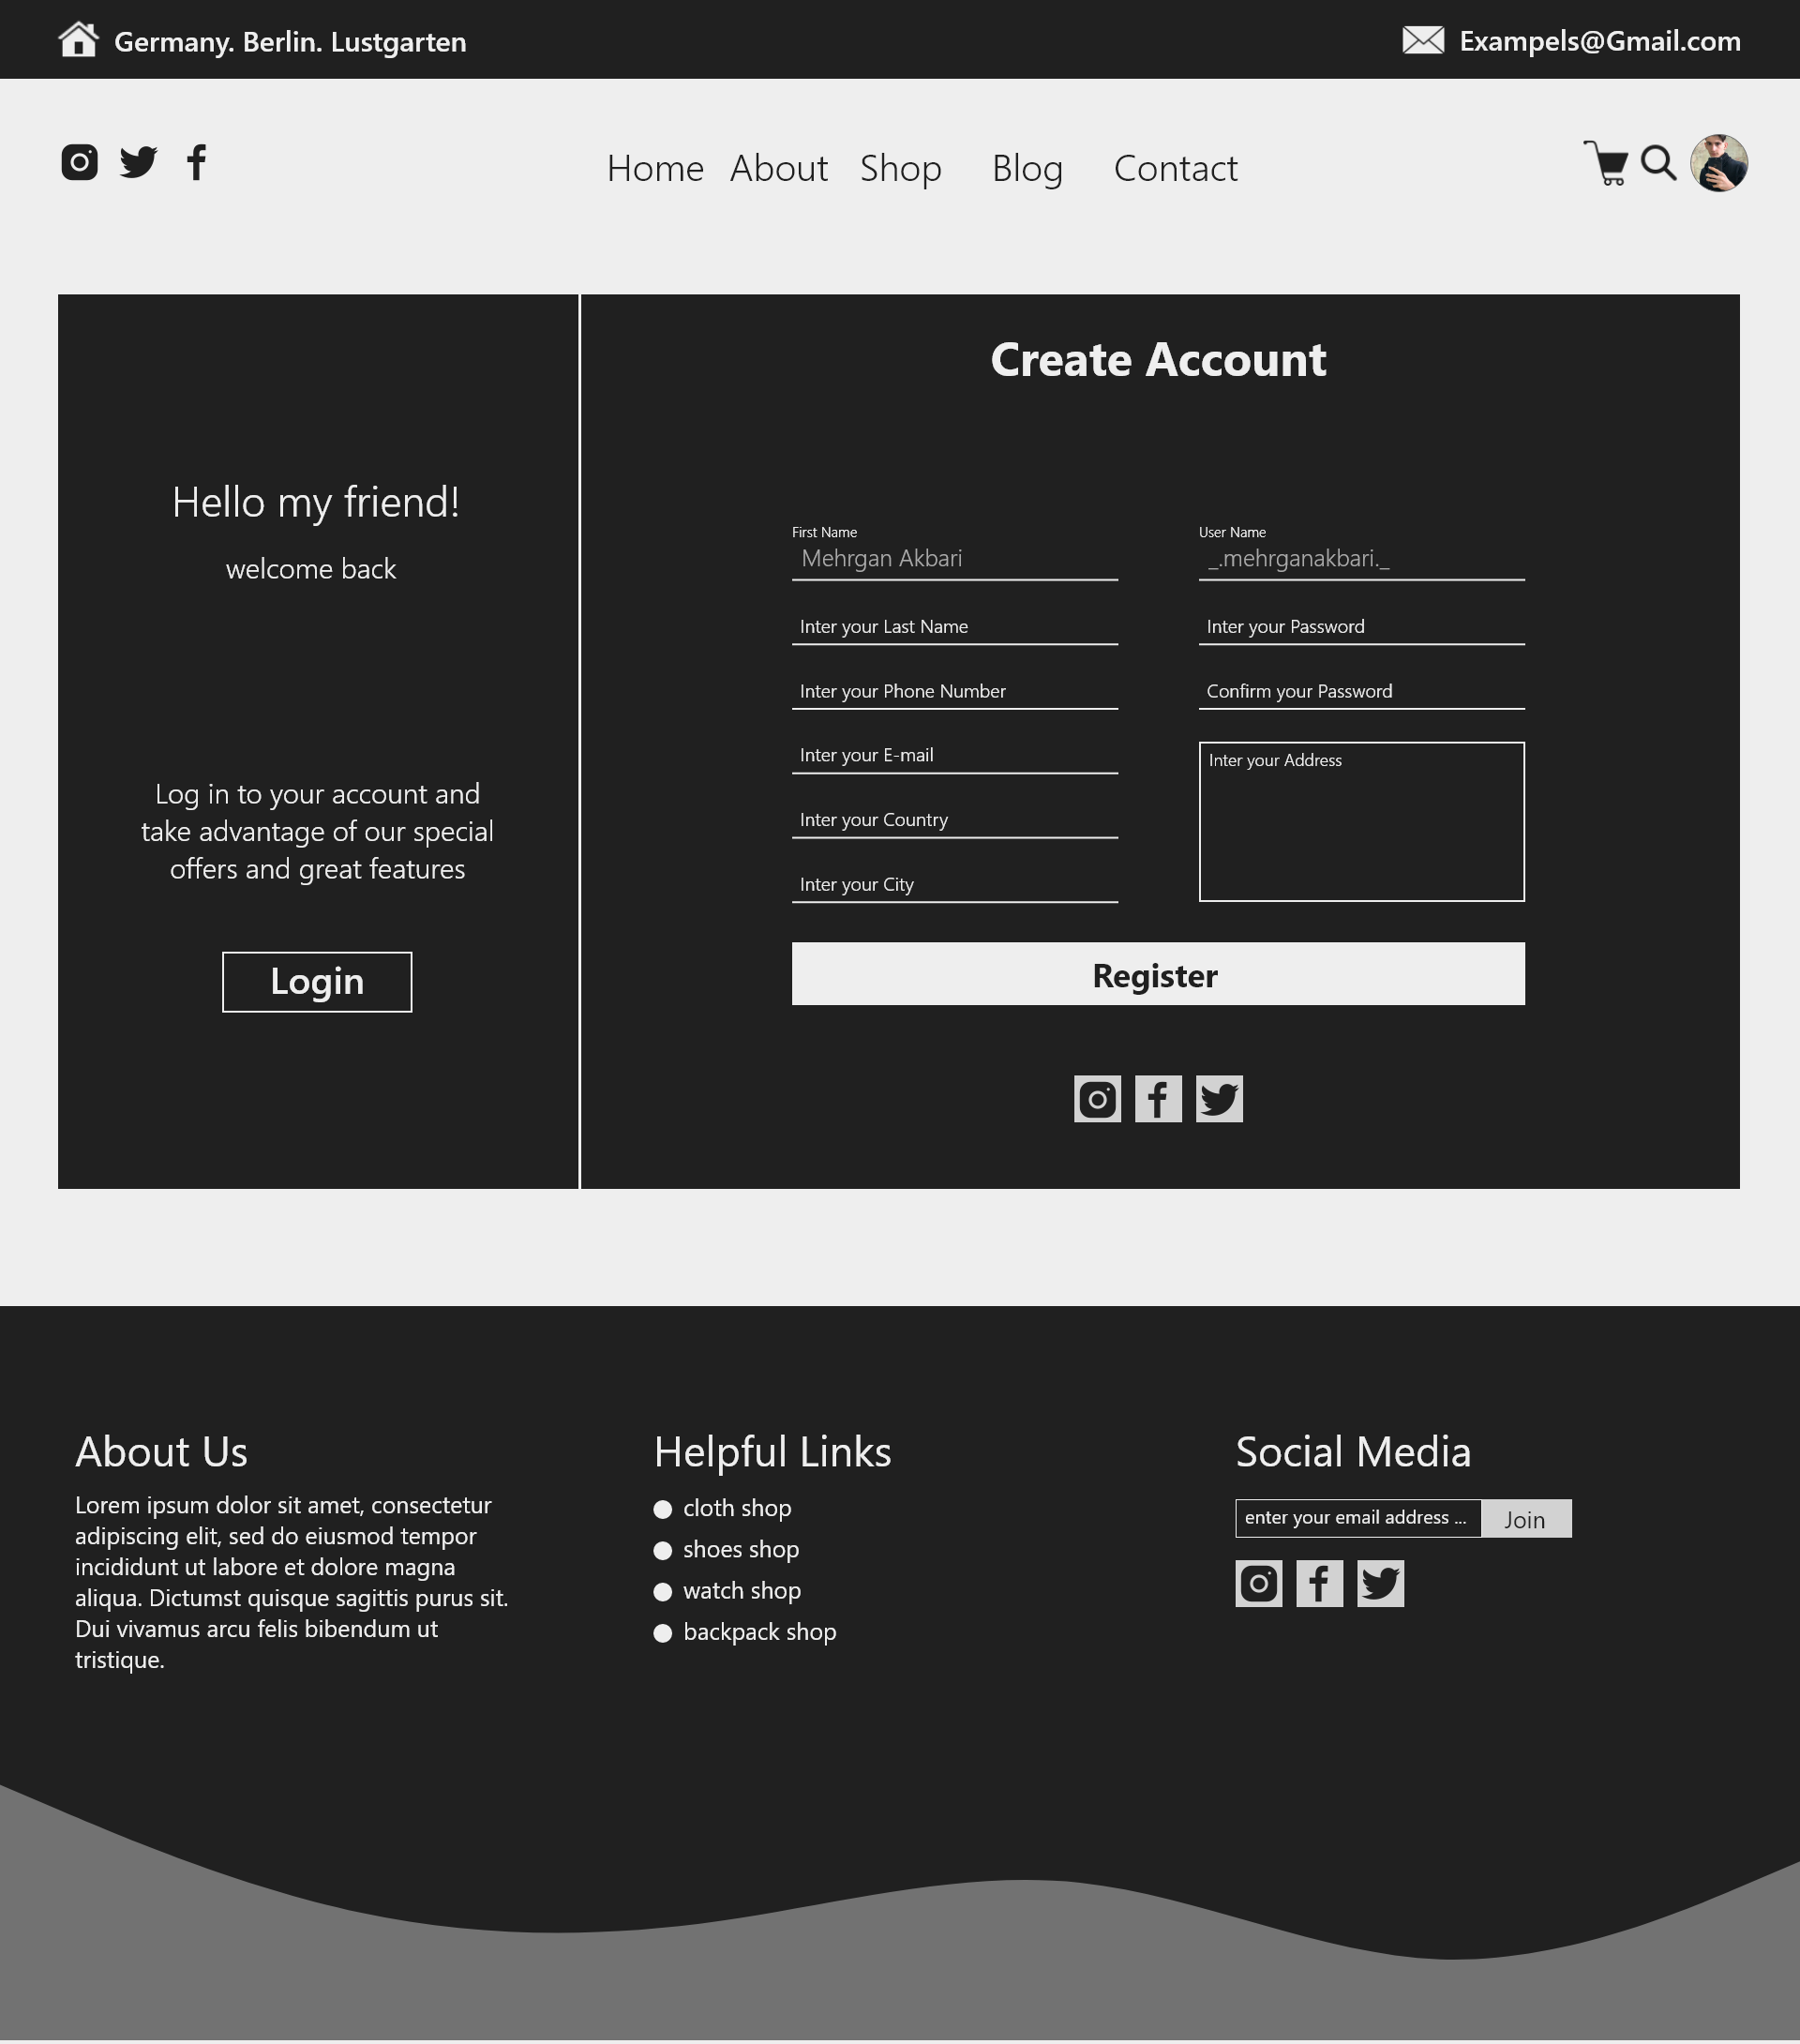 Germany. Berlin. Lustgarten
Exampels@Gmail.com
Home About Shop Blog Contact
Hello my friend!
welcome back
Log in to your account and
take advantage of our special
offers and great features
Login
Create Account
First Name
Mehrgan Akbari
Inter your Last Name
Inter your Phone Number
Inter your E-mail
Inter your Country
Inter your City
User Name
_.mehrganakbari._
Inter your Password
Confirm your Password
Inter your Address
Register
About Us
Lorem ipsum dolor sit amet, consectetur
adipiscing elit, sed do eiusmod tempor
incididunt ut labore et dolore magna
aliqua. Dictumst quisque sagittis purus sit.
Dui vivamus arcu felis bibendum ut
tristique.
Helpful Links
cloth shop
shoes shop
watch shop
backpack shop
Social Media
enter your email address ...
Join